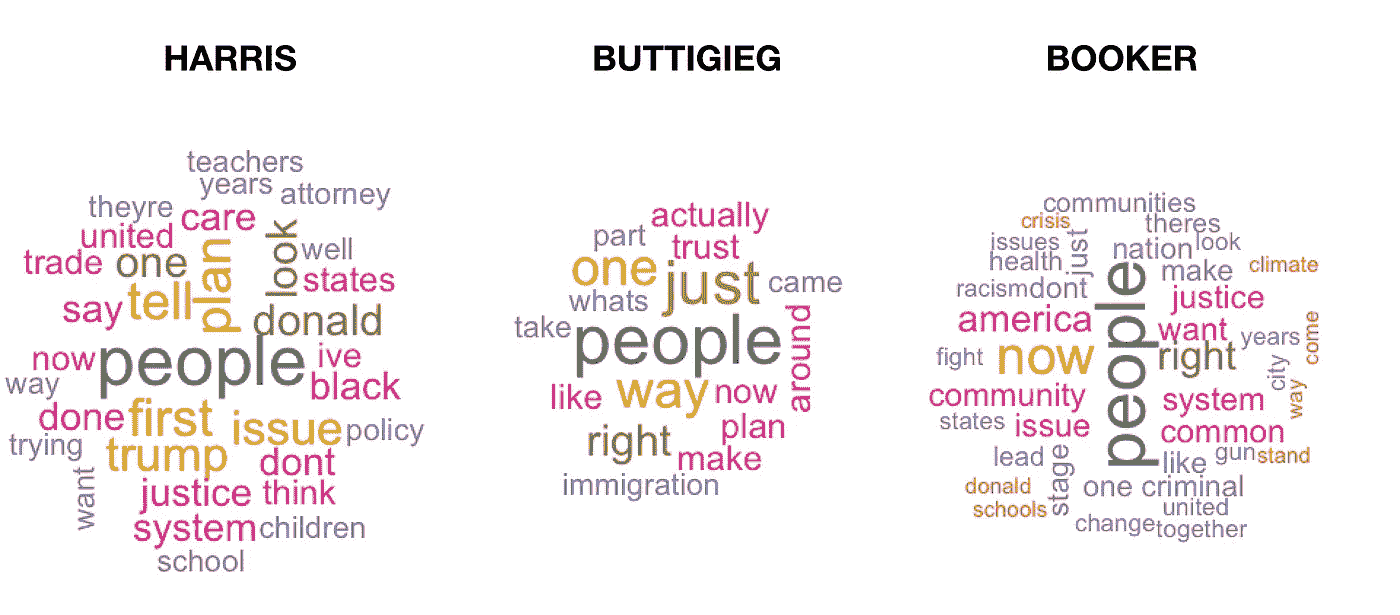 HARRIS
teachers
years
attorney
theyre
care
united
look
well
trade
one
plan
states
say
tell
donald
now
people
ive
way
black
done
first
issue
policy
trying
trump
dont
want
justice
think
system
children
school
BUTTIGIEG
actually
part
trust
one
just
came
whats
take
people
around
like
way
now
plan
right
make
immigration
BOOKER
communities
crisis
theres
issues
just
nation
look
health
people
make
climate
racism
dont
justice
america
want
years
come
fight
now
right
city
way
community
system
states
issue
common
lead
stage
like
gun
stand
donald
one
criminal
schools
united
change
together